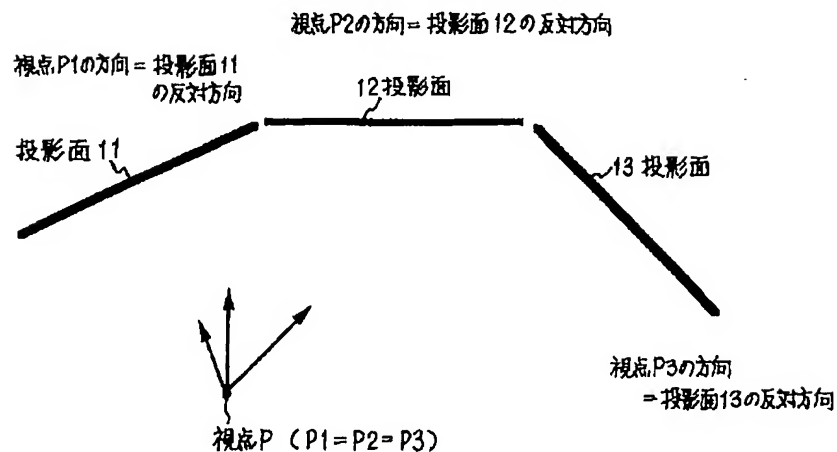 視点P2の方向=投影面12の反対方向
視点P1の方向=投影面11
の反対方向
12投影面
投影面11
13投影面
視点P3の方向
=投影面13の反対方向
視点P(P1=P2=P3)